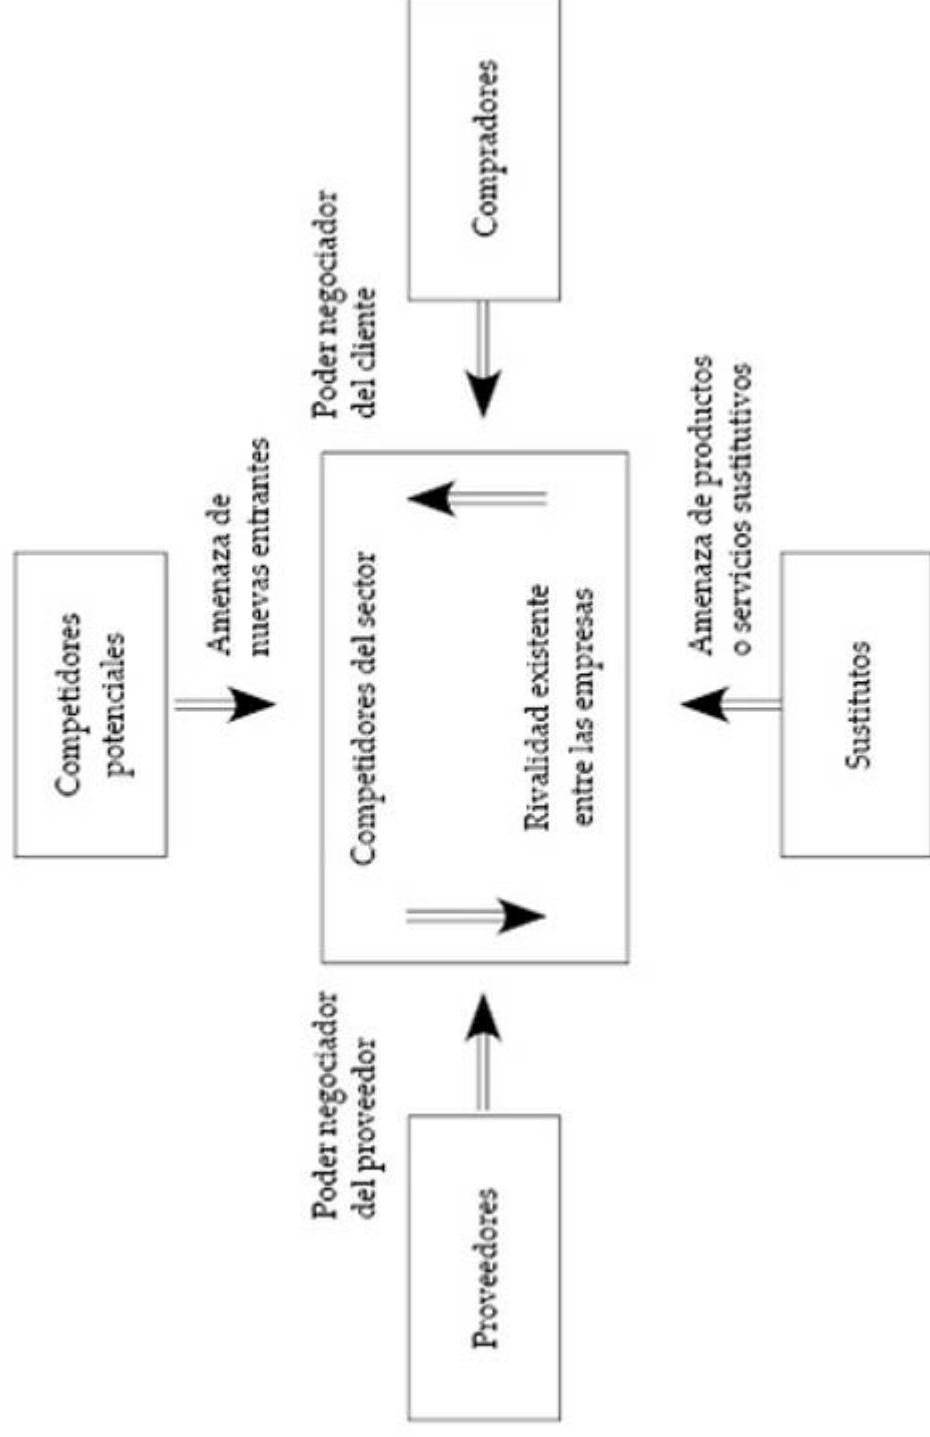 Competidores
potenciales
Amenaza de
nuevas entrantes
Poder negociador
del proveedor
Poder negociador
del cliente
Proveedores
Competidores del sector
Rivalidad existente
entre las empresas
Compradores
Amenaza de productos
o servicios sustitutivos
Sustitutos